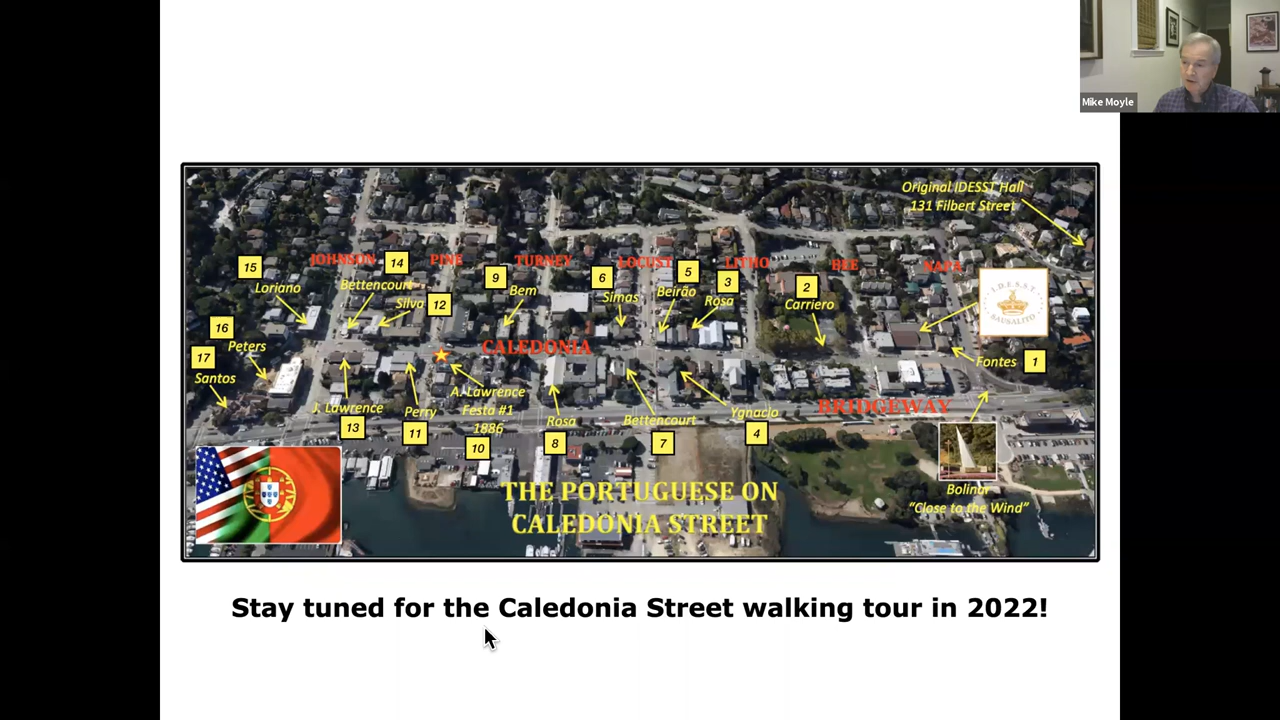 Mike Moyle
Original IDESST Hall
131 Filbert Street
JOHNSON
14
PINE
TURNEY
LOCUST
LITHO
BEE
NAPA
15
Loriano
Bettencourt
Silva
12
9
Bem
6
Simas
5
Beirão
3
Rosa
2
Carriero
I.D.E.S.S.T.
SAUSALITO
16
Peters
17
Santos
CALEDONIA
Fontes
1
J. Lawrence
13
Perry
11
A. Lawrence
Festa #1
1886
10
Rosa
8
Bettencourt
7
Ygnacio
4
BRIDGEWAY
Bolinar
"Close to the Wind"
THE PORTUGUESE ON
CALEDONIA STREET
Stay tuned for the Caledonia Street walking tour in 2022!